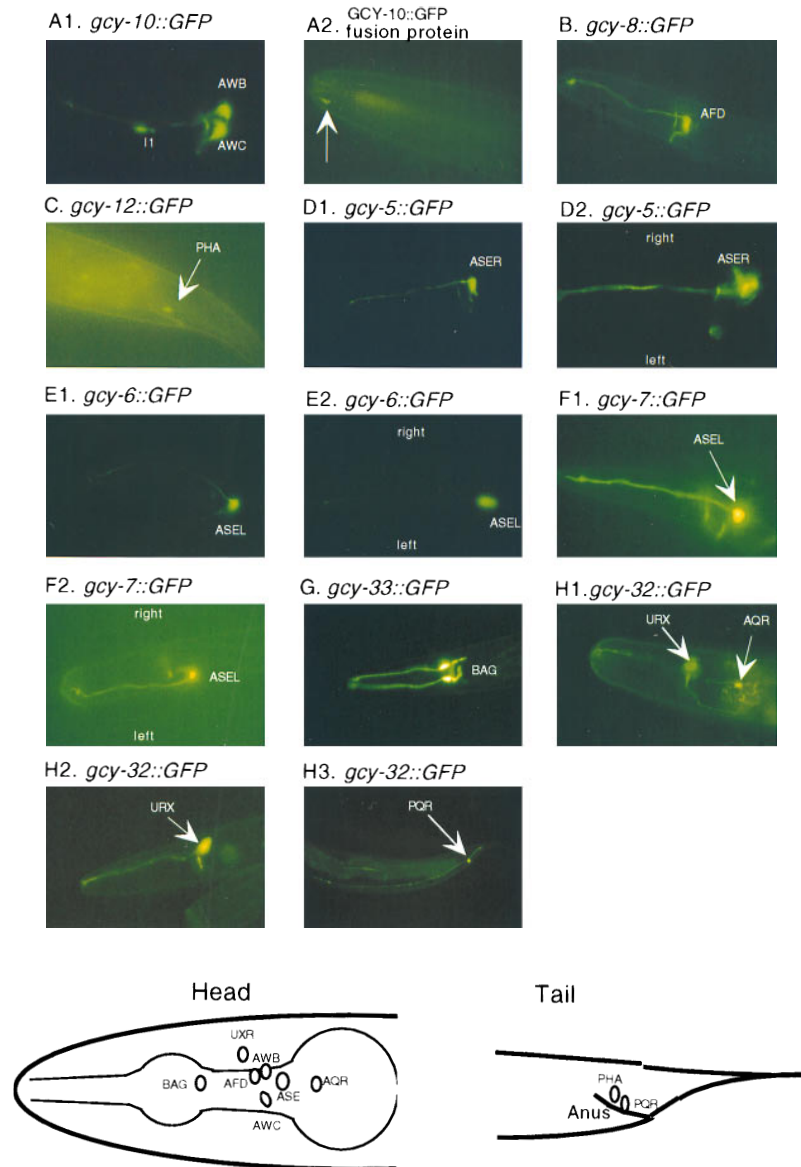 A1. gcy-10::GFP
AWB
I1
AWC
A2. GCY-10::GFP
fusion protein
B. gcy-8::GFP
AFD
C. gcy-12::GFP
PHA
D1. gcy-5::GFP
ASER
D2. gcy-5::GFP
right
ASER
left
E1. gcy-6::GFP
ASEL
E2. gcy-6::GFP
right
ASEL
left
F1. gcy-7::GFP
ASEL
F2. gcy-7::GFP
right
ASEL
left
G. gcy-33::GFP
BAG
H1.gcy-32::GFP
URX
AQR
H2. gcy-32::GFP
URX
H3. gcy-32::GFP
PQR
Head
UXR
AWB
BAG
AFD
ASE
AQR
AWC
Tail
PHA
PQR
Anus